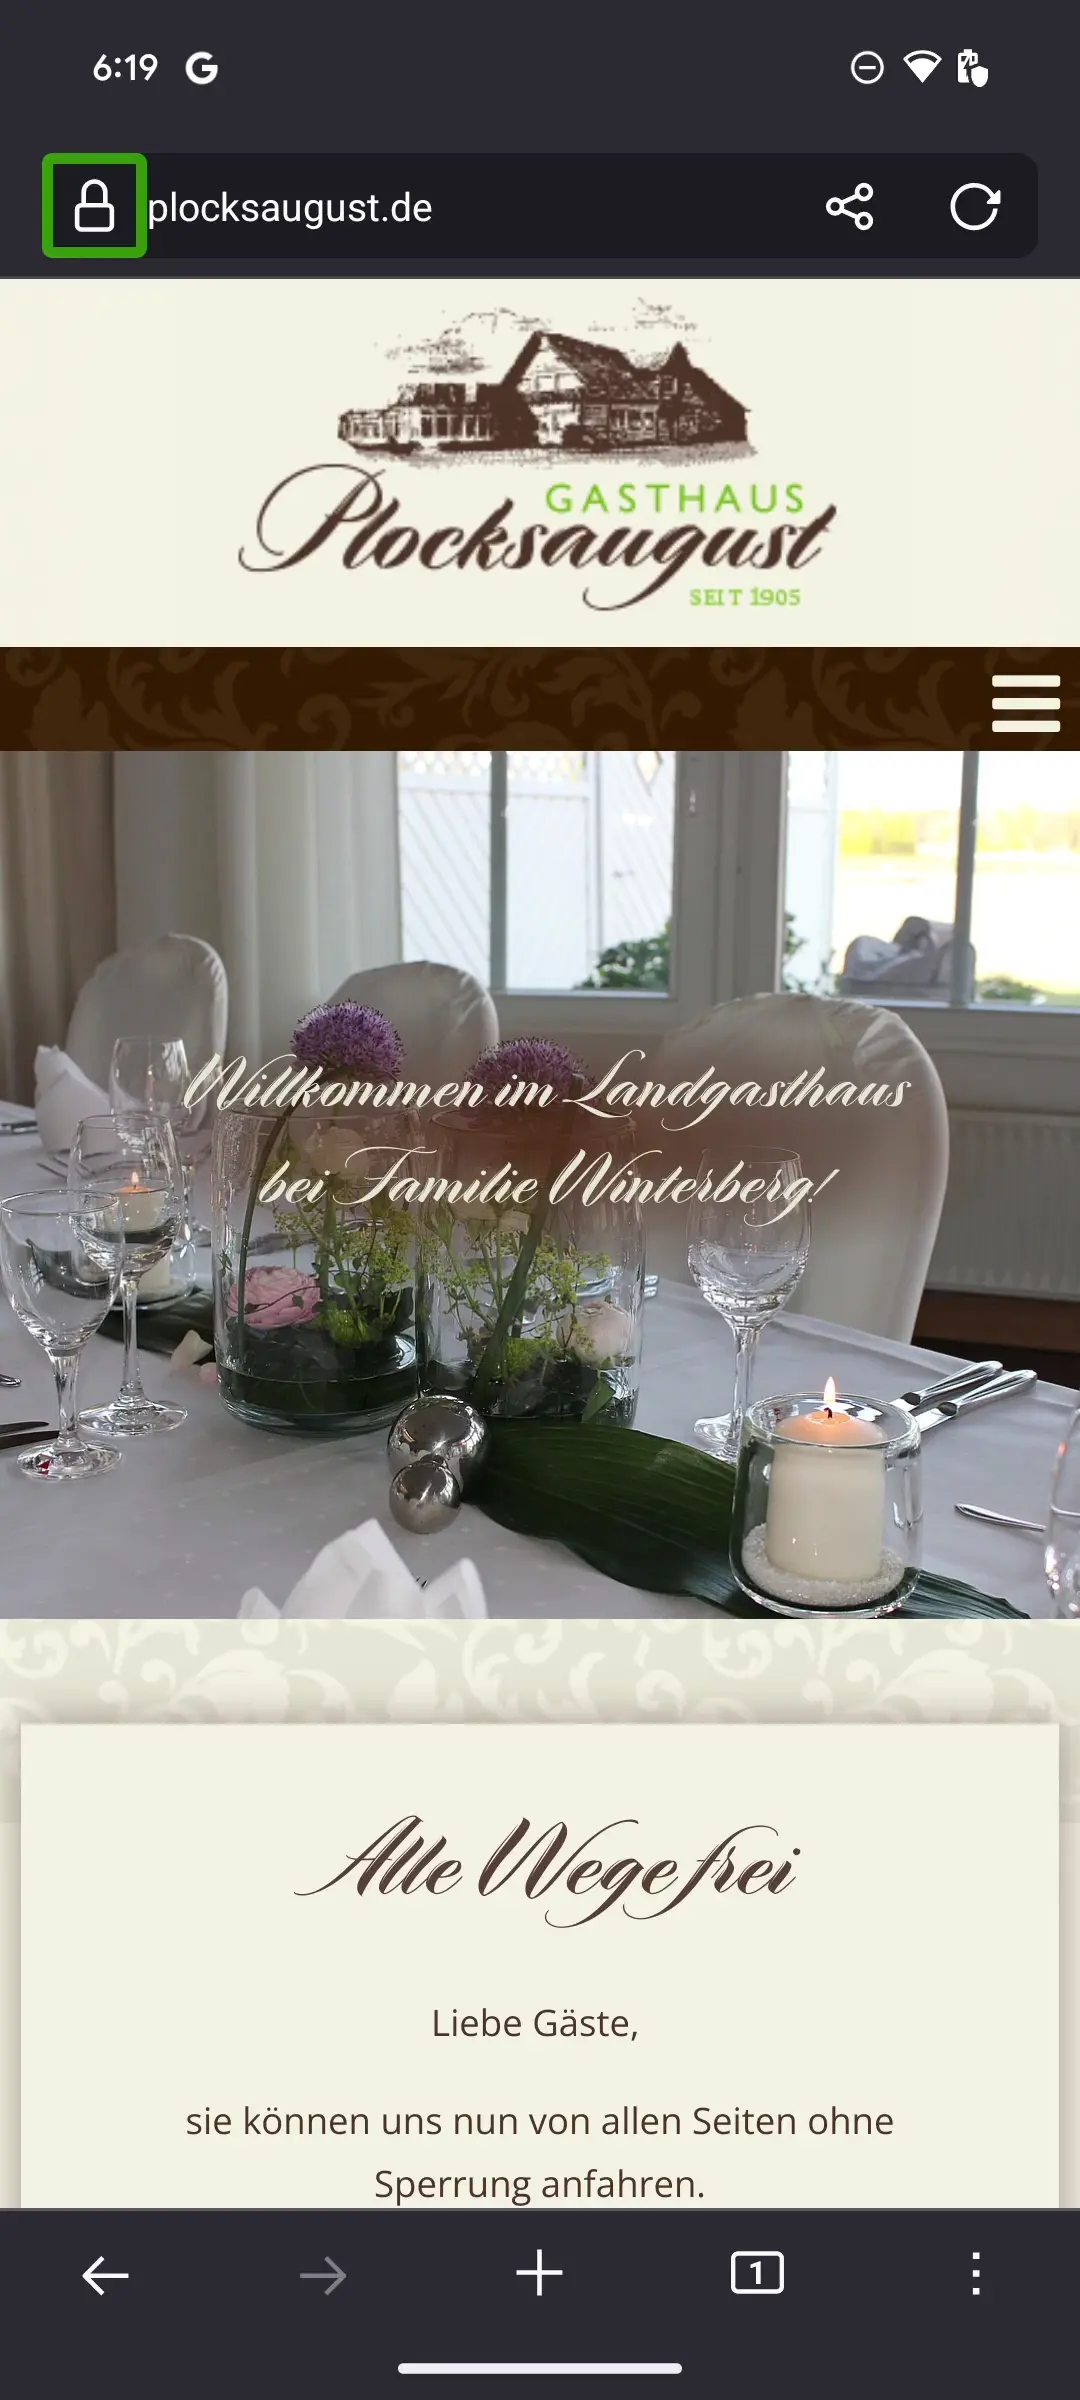 6:19
plocksaugust.de
GASTHAUS
Plocksaugust
SEIT 1905
Willkommen im Landgasthaus
bei Familie Winterberg!
Alle Wege frei
Liebe Gäste,
sie können uns nun von allen Seiten ohne
Sperrung anfahren.
1